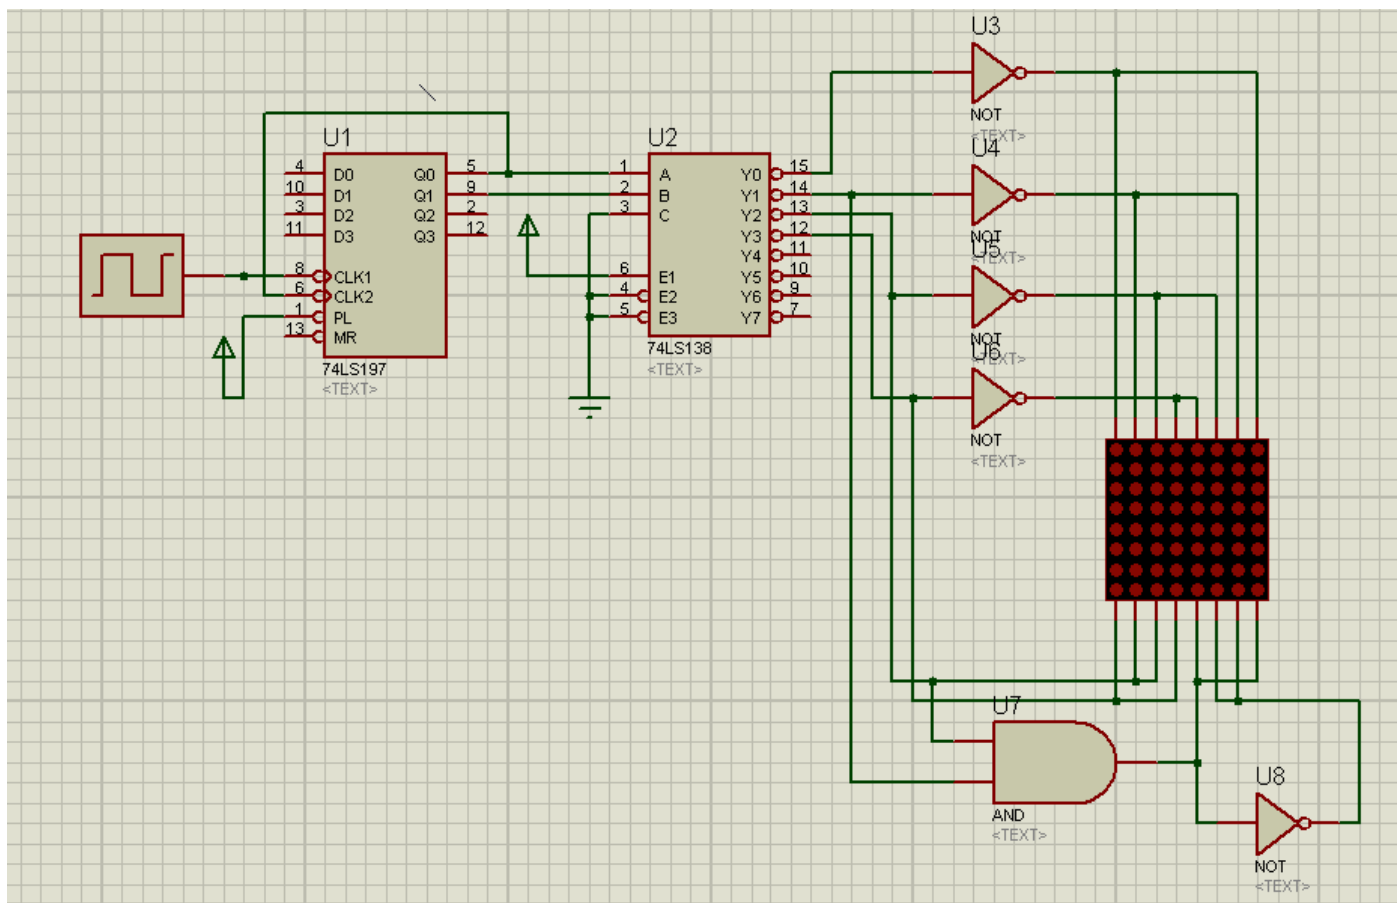 U3
NOT
<TEXT>
U4
NOT
<TEXT>
U5
NOT
<TEXT>
U6
NOT
<TEXT>
U1
4 D0 Q0 5
10 D1 Q1 9
3 D2 Q2 2
11 D3 Q3 12
8 CLK1
6 CLK2
1 PL
13 MR
74LS197
<TEXT>
U2
1 A Y0 15
2 B Y1 14
3 C Y2 13
Y3 12
Y4 11
6 E1 Y5 10
4 E2 Y6 9
5 E3 Y7 7
74LS138
<TEXT>
U7
AND
<TEXT>
U8
NOT
<TEXT>